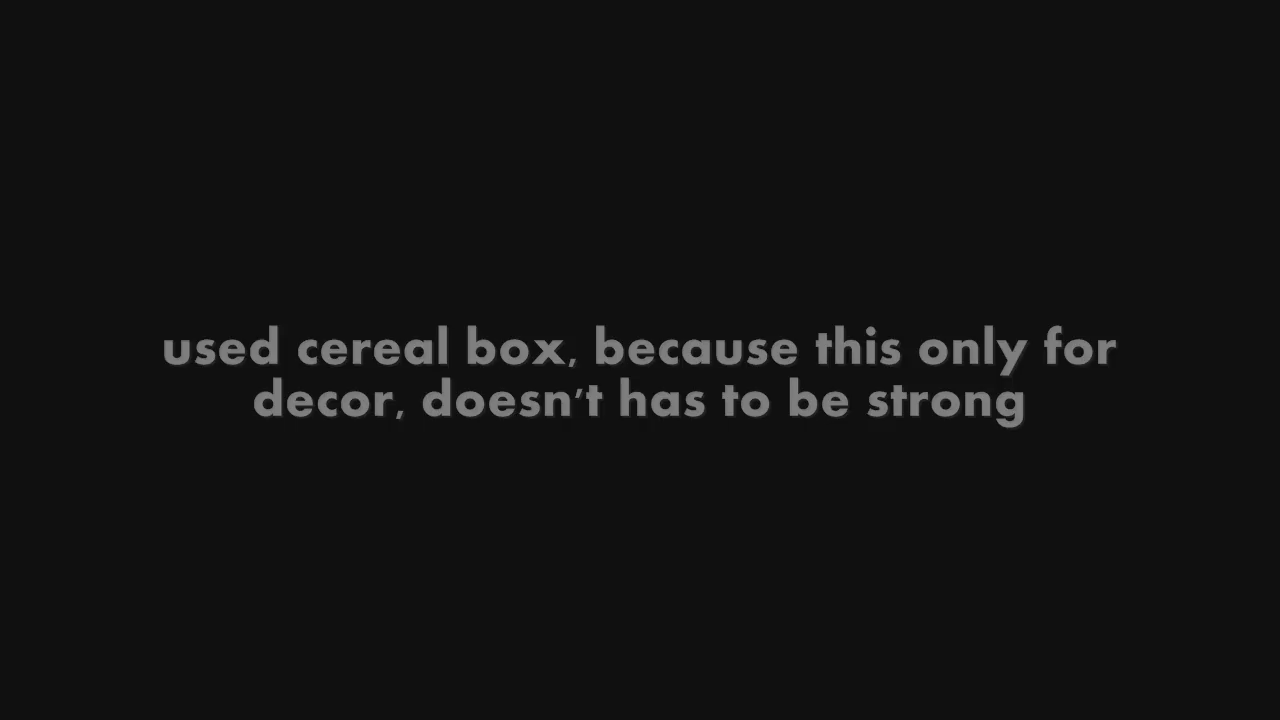 used cereal box, because this only for
decor, doesn't has to be strong